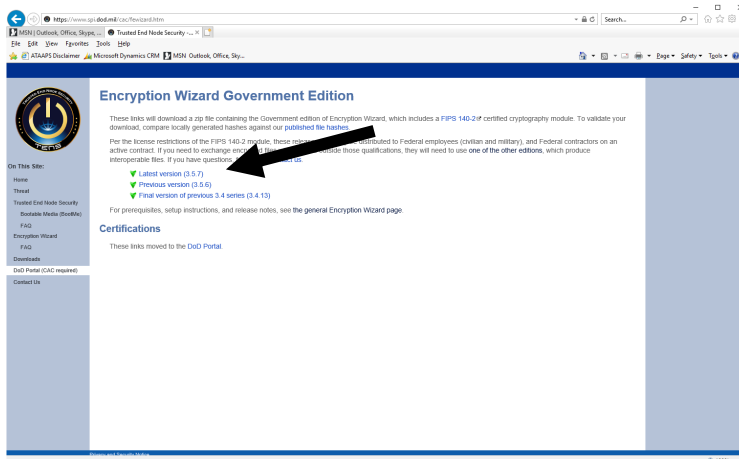 https://www.spi.dod.mil/cac/fewizard.htm
Search...
MSN | Outlook, Office, Skype, ...
Trusted End Node Security -...
File Edit View Favorites Tools Help
ATAAPS Disclaimer Microsoft Dynamics CRM MSN Outlook, Office, Sky...
Page Safety Tools
TRUSTED END NODE SECURITY
TENS
On This Site:
Home
Threat
Trusted End Node Security
Bootable Media (BootMe)
FAQ
Encryption Wizard
FAQ
Downloads
DoD Portal (CAC required)
Contact Us
Encryption Wizard Government Edition
These links will download a zip file containing the Government edition of Encryption Wizard, which includes a FIPS 140-2 certified cryptography module. To validate your
download, compare locally generated hashes against our published file hashes
Per the license restrictions of the FIPS 140-2 module, these distributed to Federal employees (civilian and military), and Federal contractors on an
active contract. If you need to exchange outside those qualifications, they will need to use one of the other editions, which produce
interoperable files. If you have questions, us.
Latest version (3.5.7)
Previous version (3.5.6)
Final version of previous 3.4 series (3.4.13)
For prerequisites, setup instructions, and release notes, see the general Encryption Wizard page.
Certifications
These links moved to the DoD Portal.
Privacy and Security Notice